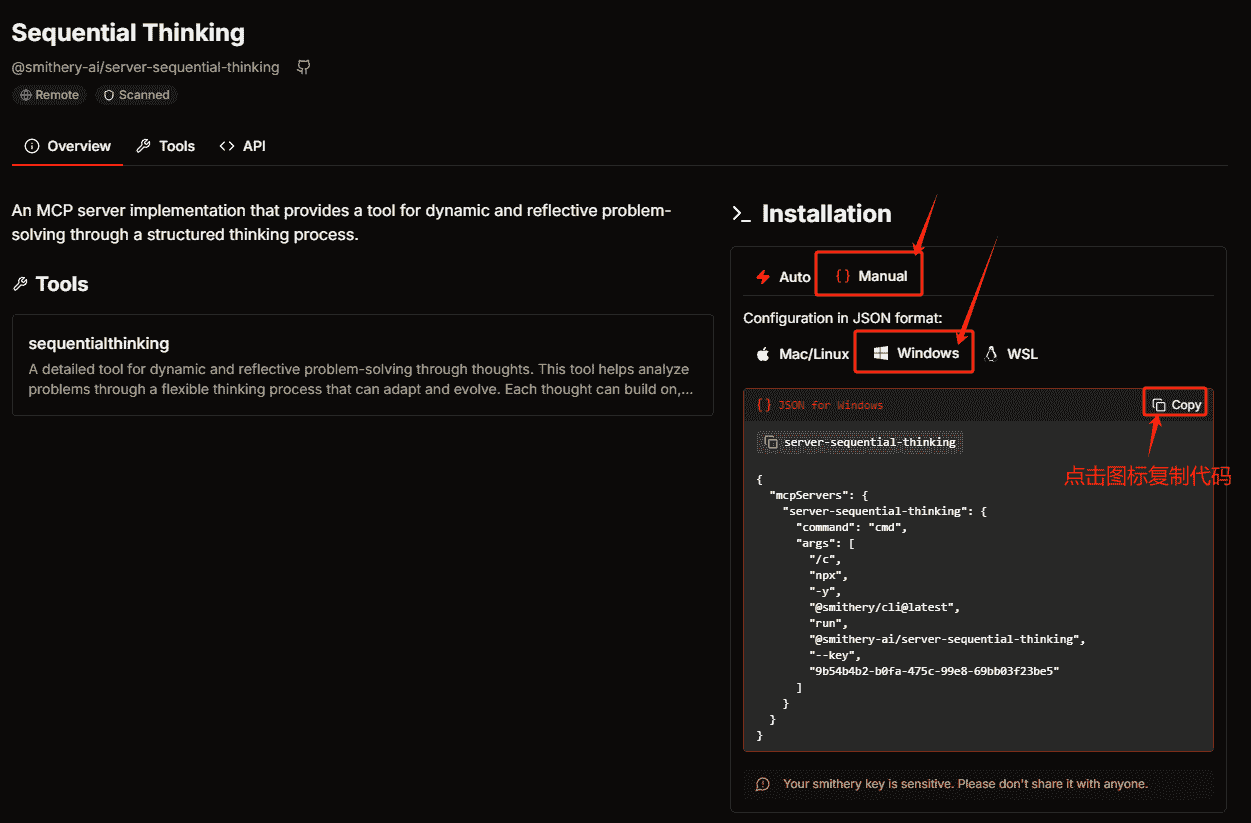 Sequential Thinking
@smithery-ai/server-sequential-thinking
Remote
Scanned
Overview
Tools
API
An MCP server implementation that provides a tool for dynamic and reflective problem-
solving through a structured thinking process.
Tools
sequentialthinking
A detailed tool for dynamic and reflective problem-solving through thoughts. This tool helps analyze
problems through a flexible thinking process that can adapt and evolve. Each thought can build on,...
>_ Installation
Auto
{} Manual
Configuration in JSON format:
Mac/Linux
Windows
WSL
{} JSON for Windows
Copy
点击图标复制代码
server-sequential-thinking
{
"mcpServers": {
"server-sequential-thinking": {
"command": "cmd",
"args": [
"/c",
"npx",
"-y",
"@smithery/cli@latest",
"run",
"@smithery-ai/server-sequential-thinking",
"--key",
"9b54b4b2-b0fa-475c-99e8-69bb03f23be5"
]
}
}
}
Your smithery key is sensitive. Please don't share it with anyone.